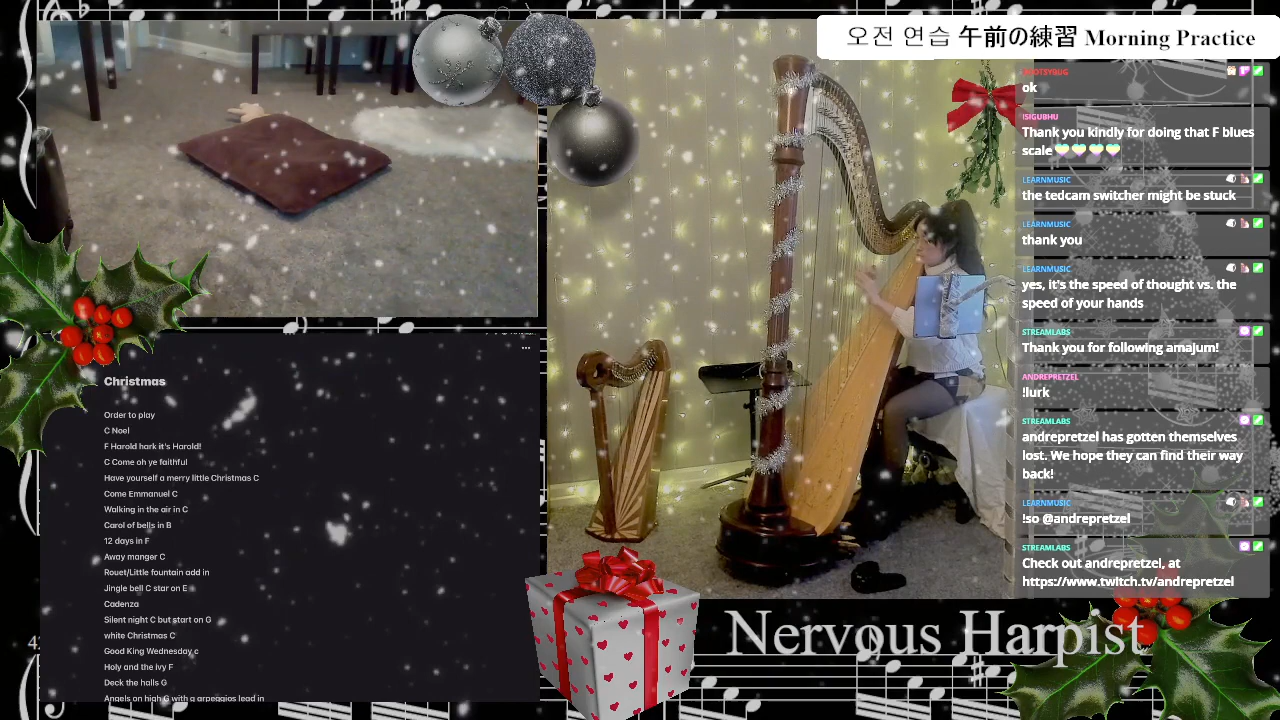 오전 연습 午前の練習 Morning Practice
ok
ISIGUBHU
Thank you kindly for doing that F blues
scale
LEARNMUSIC
the tedcam switcher might be stuck
LEARNMUSIC
thank you
LEARNMUSIC
yes, it's the speed of thought vs. the
speed of your hands
STREAMLABS
Thank you for following amajum!
ANDREPRETZEL
!lurk
STREAMLABS
andrepretzel has gotten themselves
lost. We hope they can find their way
back!
LEARNMUSIC
!so @andrepretzel
STREAMLABS
Check out andrepretzel, at
https://www.twitch.tv/andrepretzel
Christmas
Order to play
C Noel
F Harold hark it's Harold!
C Come oh ye faithful
Have yourself a merry little Christmas C
Come Emmanuel C
Walking in the air in C
Carol of bells in B
12 days in F
Away manger C
Rouet/Little fountain add in
Jingle bell C star on E
Cadenza
Silent night C but start on G
white Christmas C
Good King Wednesday c
Holy and the ivy F
Deck the halls G
Angels on high G with g arpeggios lead in
Nervous Harpist